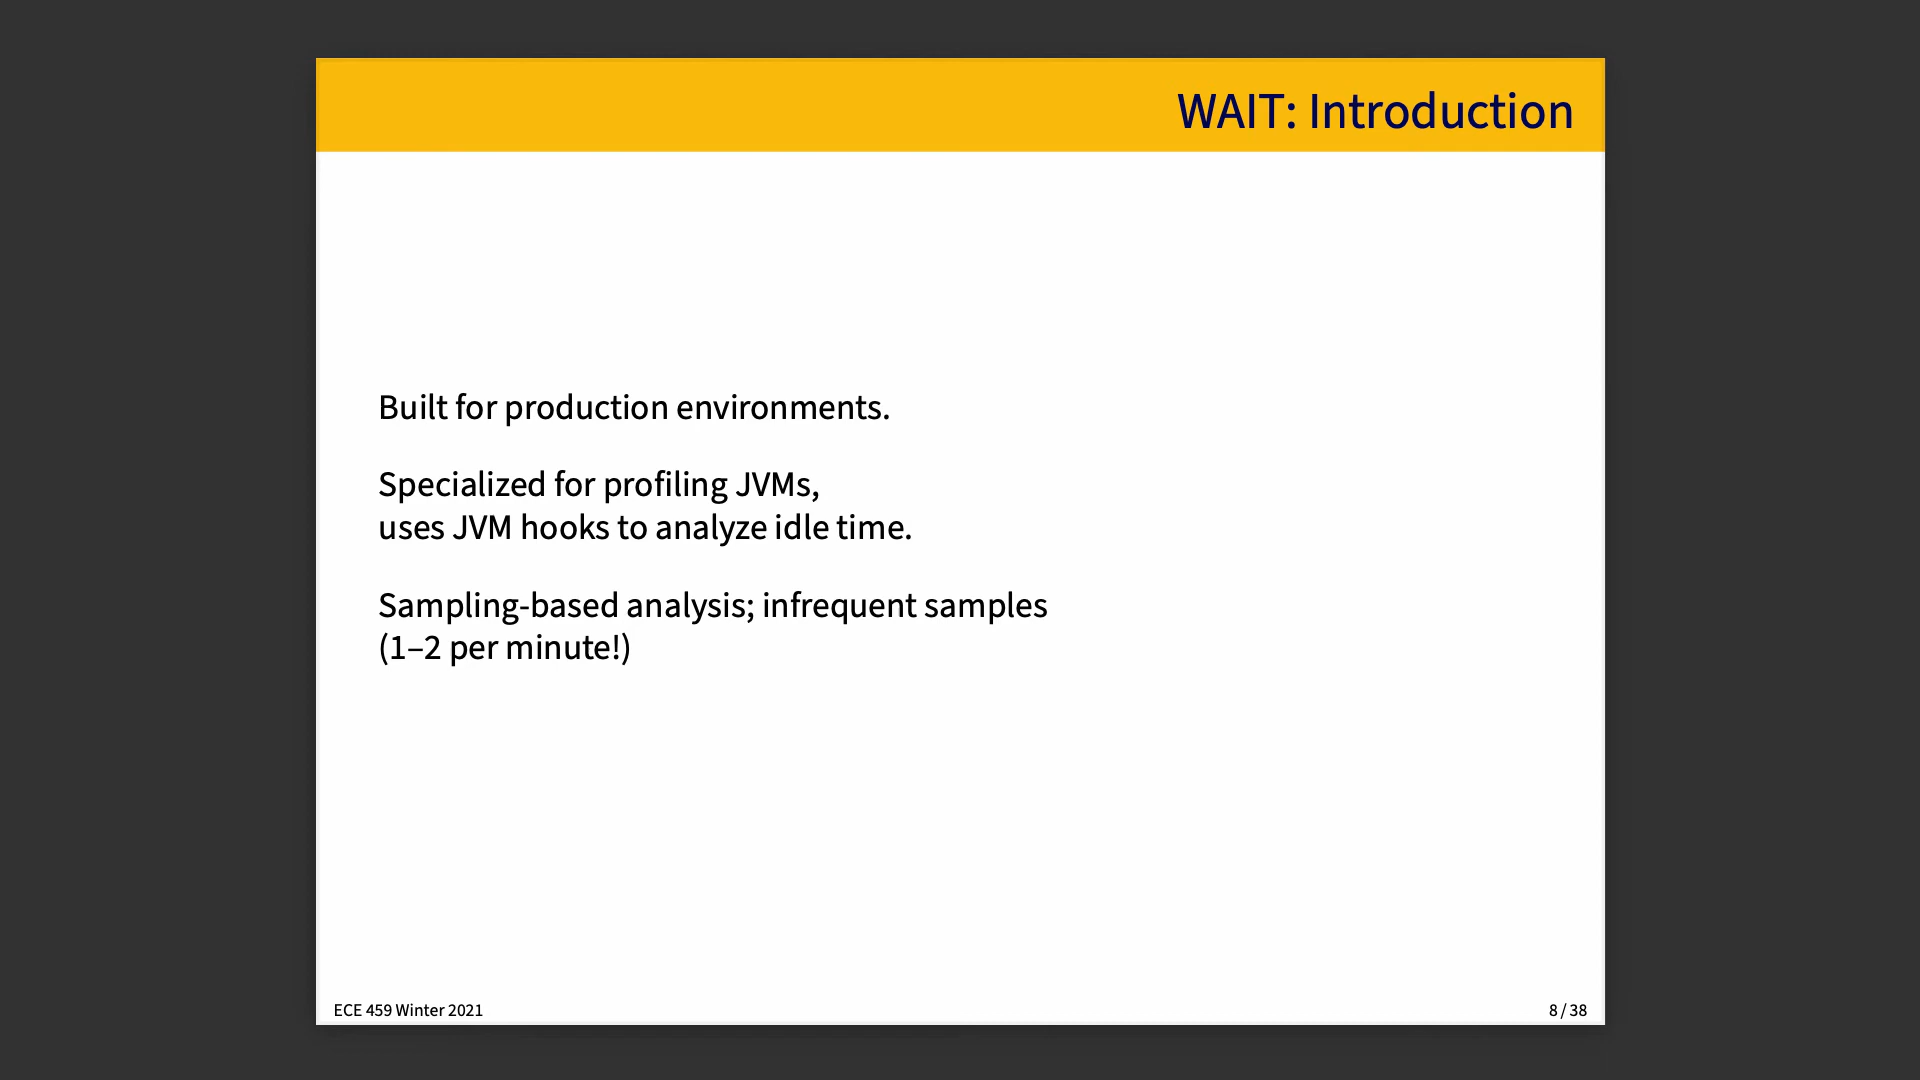 WAIT: Introduction
Built for production environments.
Specialized for profiling JVMs,
uses JVM hooks to analyze idle time.
Sampling-based analysis; infrequent samples
(1–2 per minute!)
ECE 459 Winter 2021
8 / 38